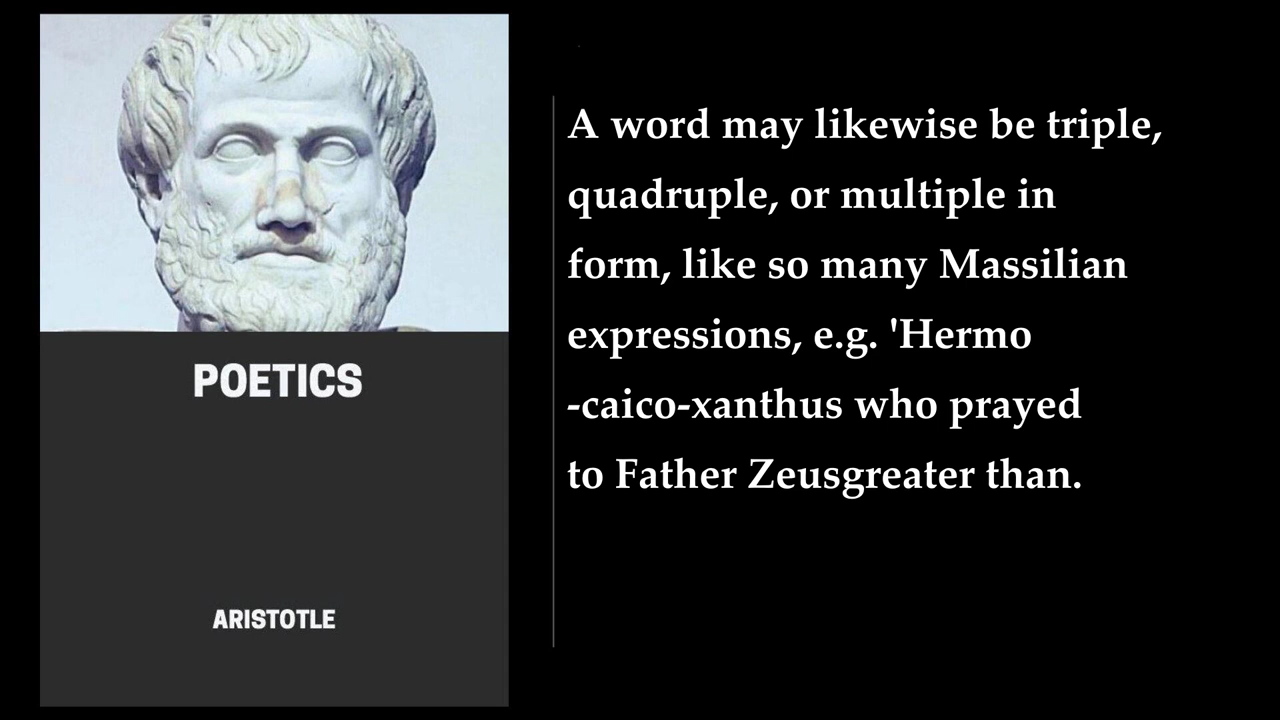 POETICS
ARISTOTLE
A word may likewise be triple,
quadruple, or multiple in
form, like so many Massilian
expressions, e.g. 'Hermo
-caico-xanthus who prayed
to Father Zeusgreater than.